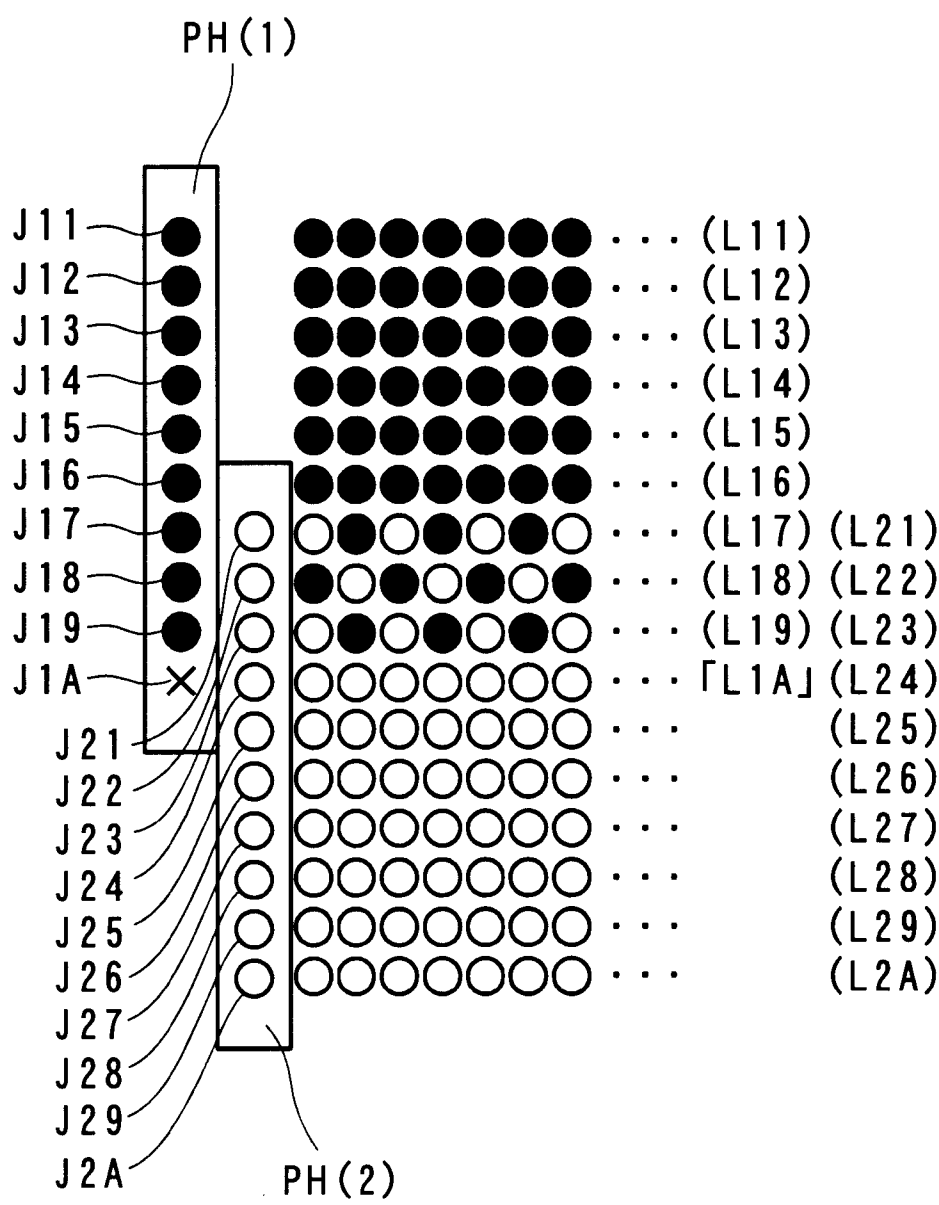 PH(1)
J11 ･･･ (L11)
J12 ･･･ (L12)
J13 ･･･ (L13)
J14 ･･･ (L14)
J15 ･･･ (L15)
J16 ･･･ (L16)
J17 ･･･ (L17) (L21)
J18 ･･･ (L18) (L22)
J19 ･･･ (L19) (L23)
J1A ･･･ 「L1A」 (L24)
J21 ･･･ (L25)
J22 ･･･ (L26)
J23 ･･･ (L27)
J24 ･･･ (L28)
J25 ･･･ (L29)
J26 ･･･ (L2A)
J27
J28
J29
J2A
PH(2)